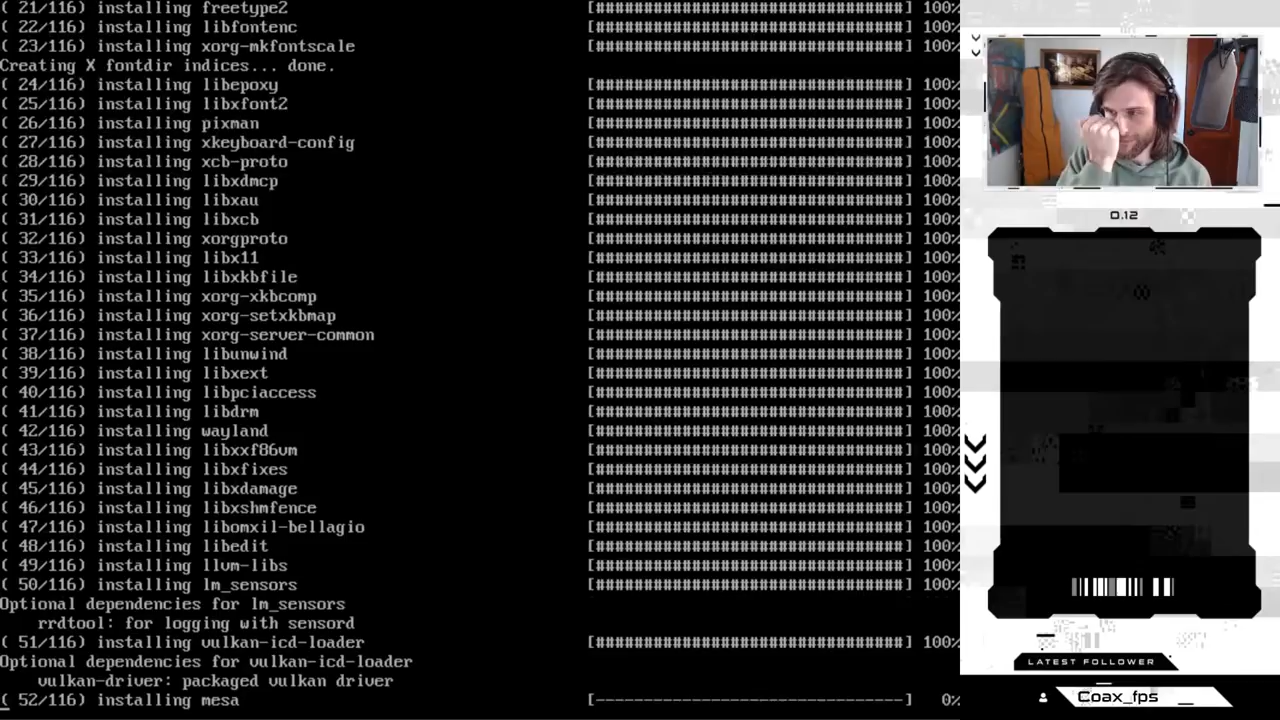 ( 21/116) installing freetype2 [################################] 100%
( 22/116) installing libfontenc [################################] 100%
( 23/116) installing xorg-mkfontscale [################################] 100%
Creating X fontdir indices... done.
( 24/116) installing libepoxy [################################] 100%
( 25/116) installing libxfont2 [################################] 100%
( 26/116) installing pixman [################################] 100%
( 27/116) installing xkeyboard-config [################################] 100%
( 28/116) installing xcb-proto [################################] 100%
( 29/116) installing libxdmcp [################################] 100%
( 30/116) installing libxau [################################] 100%
( 31/116) installing libxcb [################################] 100%
( 32/116) installing xorgproto [################################] 100%
( 33/116) installing libx11 [################################] 100%
( 34/116) installing libxkbfile [################################] 100%
( 35/116) installing xorg-xkbcomp [################################] 100%
( 36/116) installing xorg-setxkbmap [################################] 100%
( 37/116) installing xorg-server-common [################################] 100%
( 38/116) installing libunwind [################################] 100%
( 39/116) installing libxext [################################] 100%
( 40/116) installing libpciaccess [################################] 100%
( 41/116) installing libdrm [################################] 100%
( 42/116) installing wayland [################################] 100%
( 43/116) installing libxxf86vm [################################] 100%
( 44/116) installing libxfixes [################################] 100%
( 45/116) installing libxdamage [################################] 100%
( 46/116) installing libxshmfence [################################] 100%
( 47/116) installing libomxil-bellagio [################################] 100%
( 48/116) installing libedit [################################] 100%
( 49/116) installing llvm-libs [################################] 100%
( 50/116) installing lm_sensors [################################] 100%
Optional dependencies for lm_sensors
rrdtool: for logging with sensord
( 51/116) installing vulkan-icd-loader [################################] 100%
Optional dependencies for vulkan-icd-loader
vulkan-driver: packaged vulkan driver
( 52/116) installing mesa [--------------------------------] 0%
0.12
LATEST FOLLOWER
Coax_fps